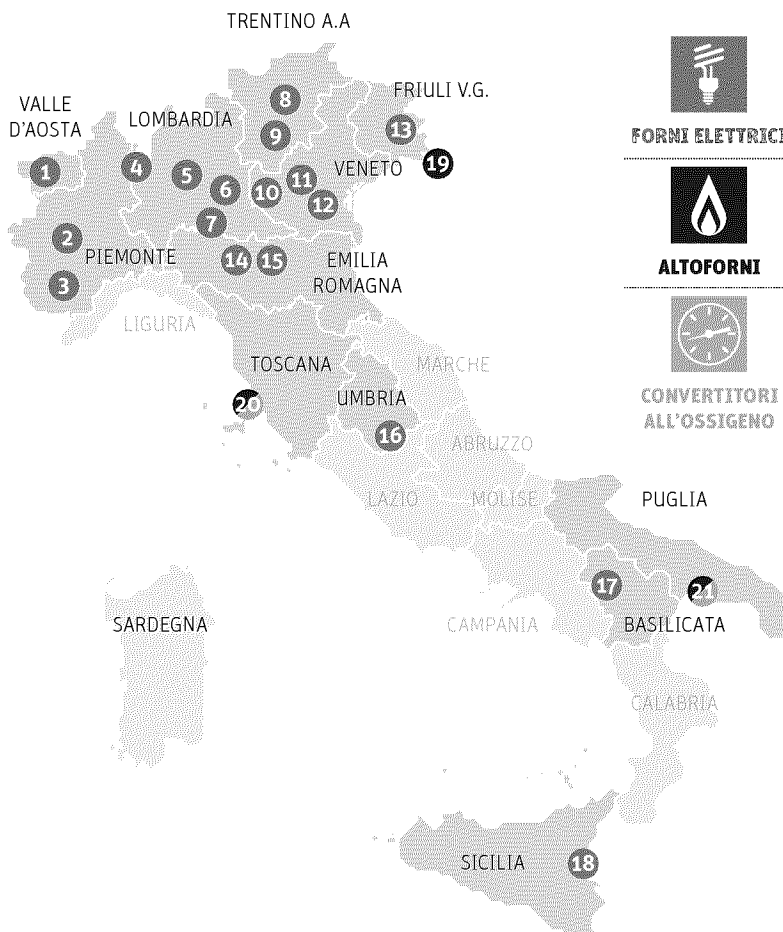 TRENTINO A.A
VALLE
D'AOSTA
LOMBARDIA
FRIULI V.G.
8
9
13
1
4
5
6
10
11
12
VENETO
19
7
2
PIEMONTE
3
14
15
EMILIA
ROMAGNA
LIGURIA
TOSCANA
MARCHE
20
UMBRIA
16
ABRUZZO
LAZIO
MOLISE
PUGLIA
17
21
CAMPANIA
BASILICATA
SARDEGNA
CALABRIA
SICILIA
18
FORNI ELETTRICI
ALTOFORNI
CONVERTITORI
ALL'OSSIGENO